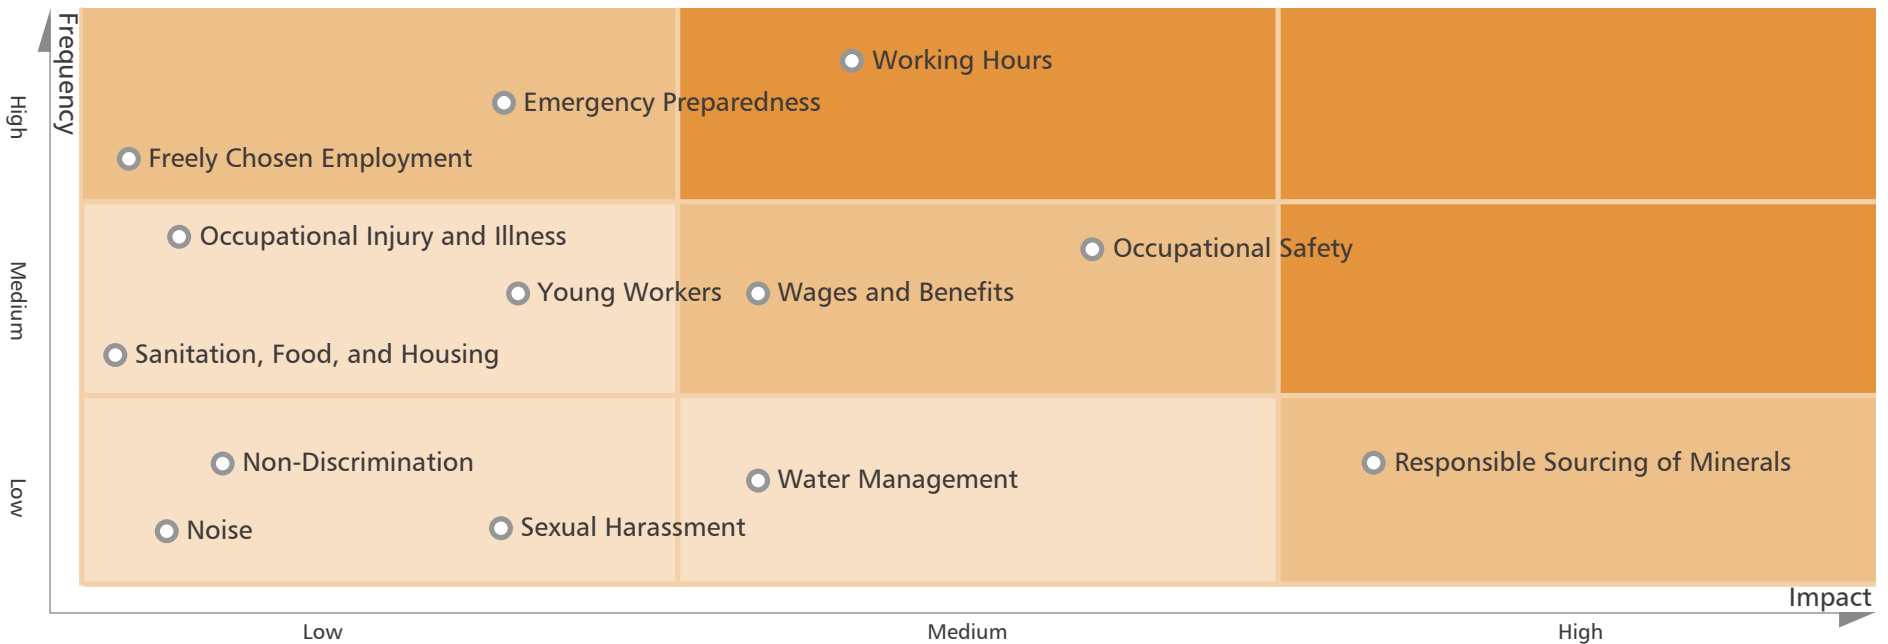 Frequency
High
Medium
Low
Working Hours
Emergency Preparedness
Freely Chosen Employment
Occupational Injury and Illness
Occupational Safety
Young Workers
Wages and Benefits
Sanitation, Food, and Housing
Non-Discrimination
Responsible Sourcing of Minerals
Water Management
Sexual Harassment
Noise
Impact
Low
Medium
High